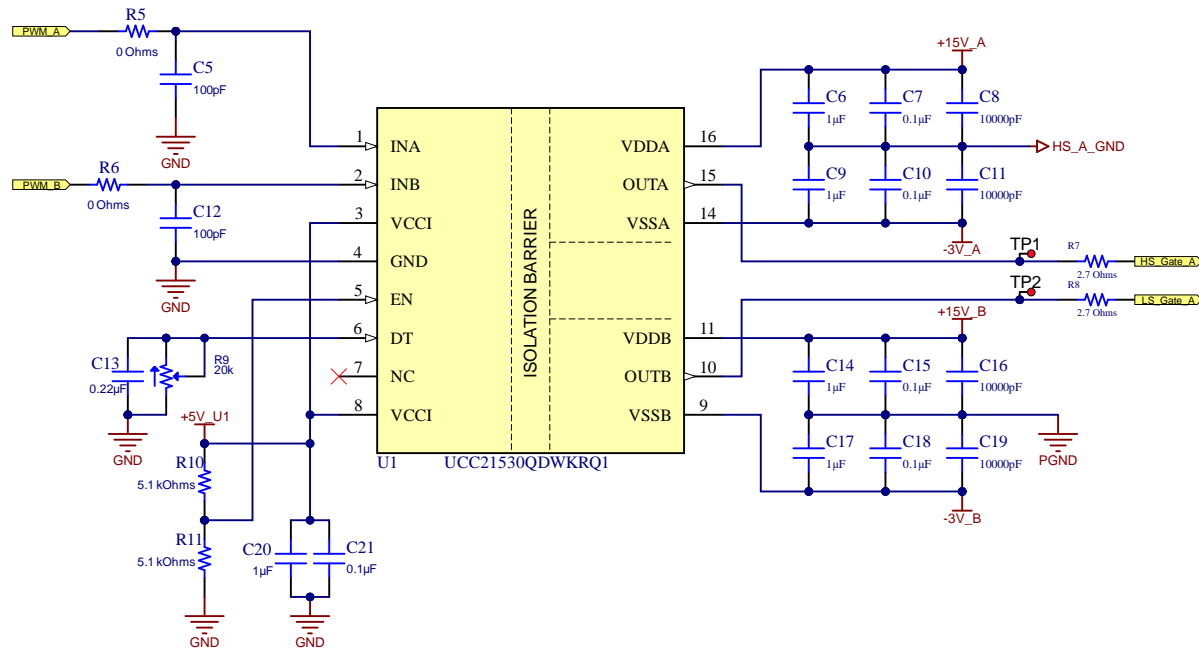 R5
PWM_A
0 Ohms
C5
100pF
GND
R6
PWM_B
0 Ohms
C12
100pF
GND
C13
0.22µF
R9
20k
GND
+5V_U1
R10
5.1 kOhms
R11
5.1 kOhms
GND
C20
1µF
C21
0.1µF
GND
1 INA
2 INB
3 VCCI
4 GND
5 EN
6 DT
7 NC
8 VCCI
ISOLATION BARRIER
VDDA 16
OUTA 15
VSSA 14
VDDB 11
OUTB 10
VSSB 9
U1 UCC21530QDWKRQ1
+15V_A
C6
1µF
C7
0.1µF
C8
10000pF
HS_A_GND
C9
1µF
C10
0.1µF
C11
10000pF
-3V_A
TP1
R7
2.7 Ohms
HS_Gate_A
TP2
R8
2.7 Ohms
LS_Gate_A
+15V_B
C14
1µF
C15
0.1µF
C16
10000pF
PGND
C17
1µF
C18
0.1µF
C19
10000pF
-3V_B